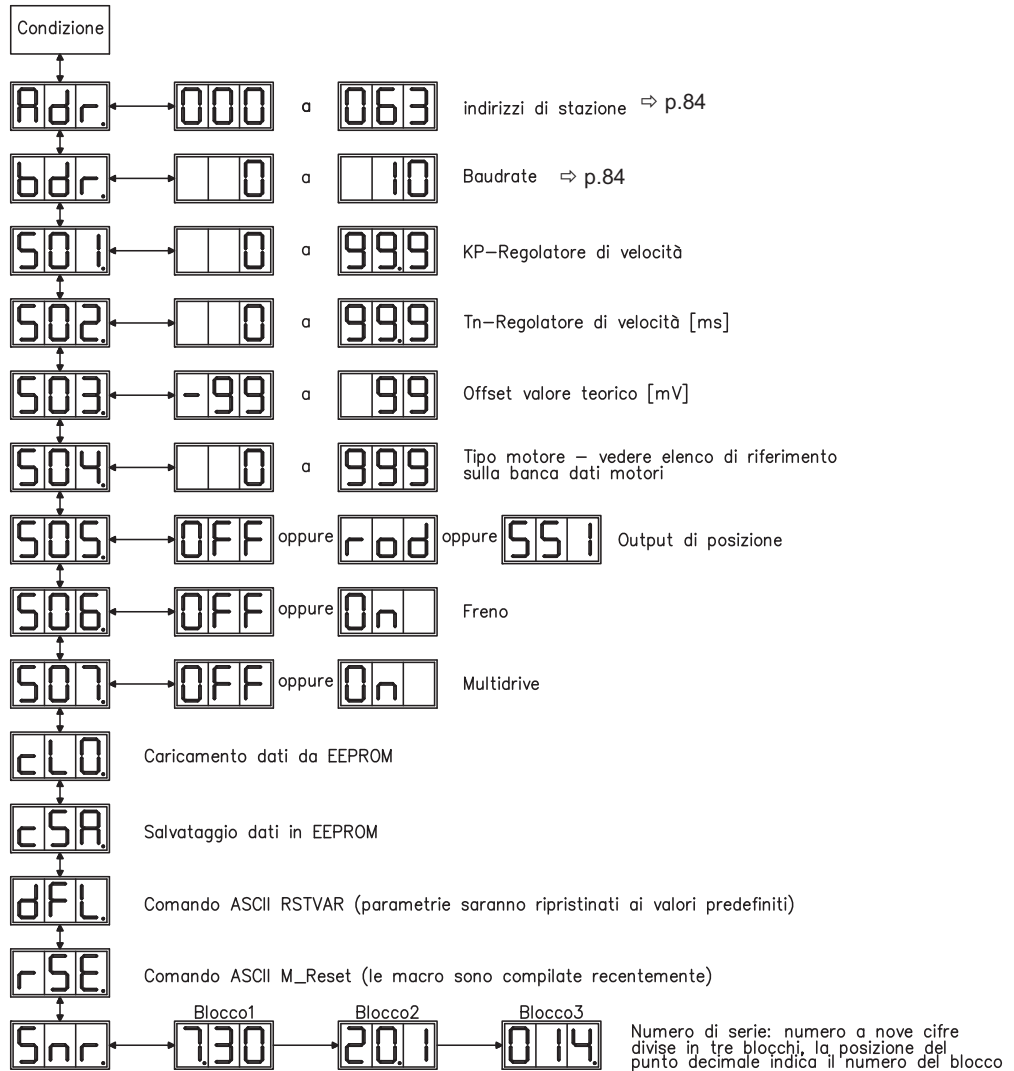 Condizione
Adr. 000 a 063 indirizzi di stazione ⇨ p.84
bdr. 0 a 10 Baudrate ⇨ p.84
S01. 0 a 99.9 KP–Regolatore di velocità
S02. 0 a 99.9 Tn–Regolatore di velocità [ms]
S03. -99 a 99 Offset valore teorico [mV]
S04. 0 a 999 Tipo motore – vedere elenco di riferimento
sulla banca dati motori
S05. OFF oppure rod oppure SSI Output di posizione
S06. OFF oppure On Freno
S07. OFF oppure On Multidrive
cLO. Caricamento dati da EEPROM
cSA. Salvataggio dati in EEPROM
dFL. Comando ASCII RSTVAR (parametrie saranno ripristinati ai valori predefiniti)
rSE. Comando ASCII M_Reset (le macro sono compilate recentemente)
Blocco1 Blocco2 Blocco3
Snr. 7.30 20.1 014. Numero di serie: numero a nove cifre
divise in tre blocchi, la posizione del
punto decimale indica il numero del blocco